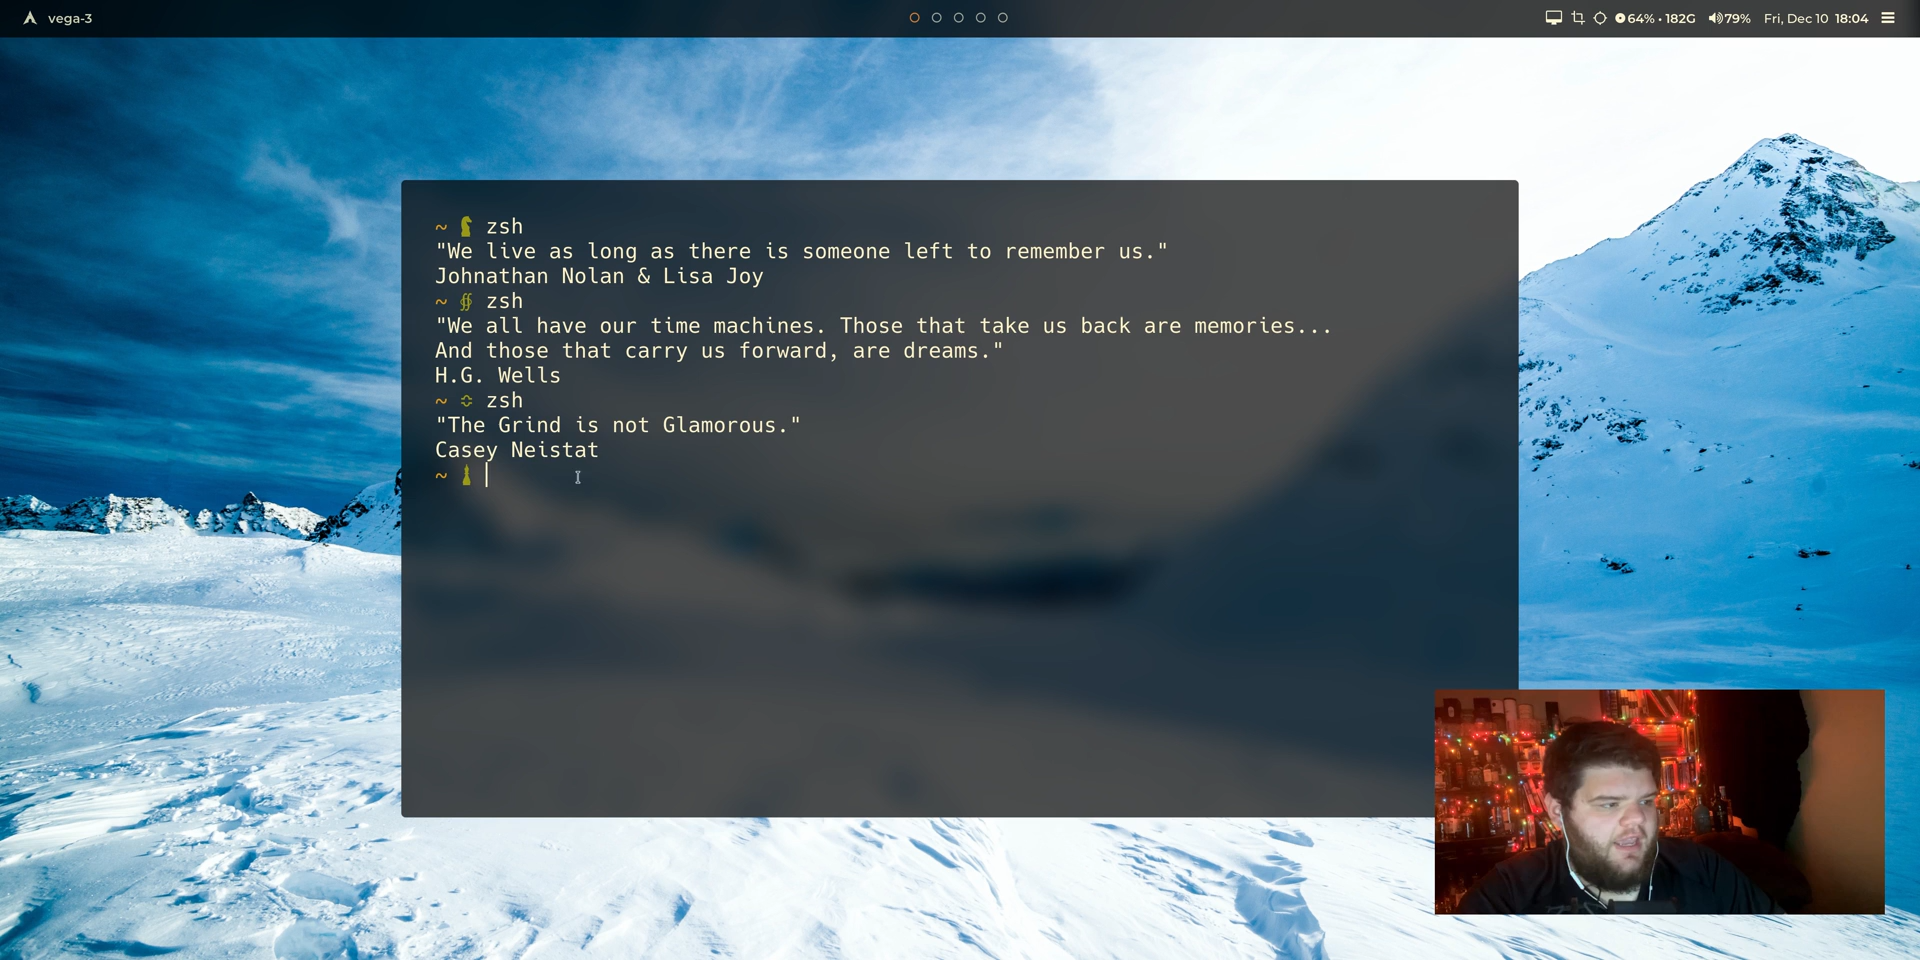 vega-3
64% • 182G 79% Fri, Dec 10 18:04
~ ♞ zsh
"We live as long as there is someone left to remember us."
Johnathan Nolan & Lisa Joy
~ ∯ zsh
"We all have our time machines. Those that take us back are memories...
And those that carry us forward, are dreams."
H.G. Wells
~ ≎ zsh
"The Grind is not Glamorous."
Casey Neistat
~ ♝